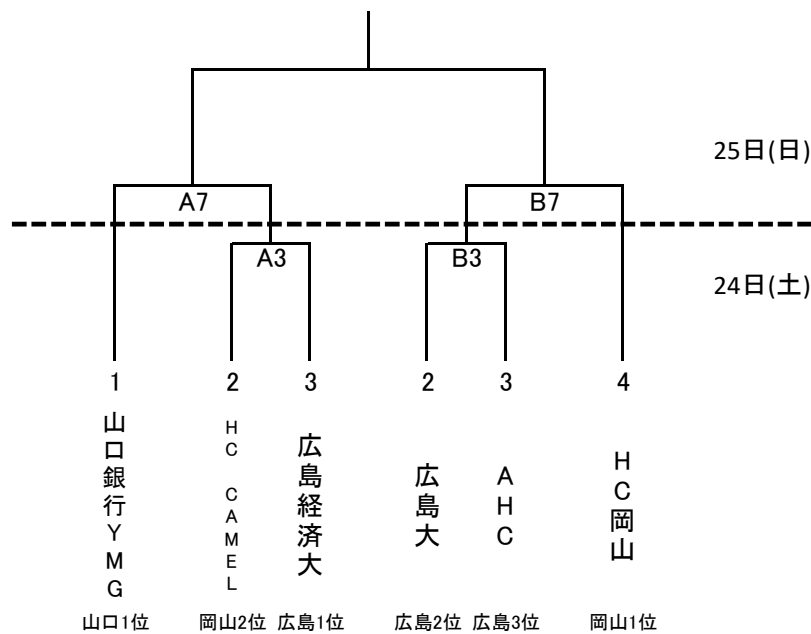 25日(日)
A7
B7
A3
B3
24日(土)
1
2
3
2
3
4
山口銀行YMG
HC CAMEL
広島経済大
広島大
AHC
HC岡山
山口1位
岡山2位
広島1位
広島2位
広島3位
岡山1位